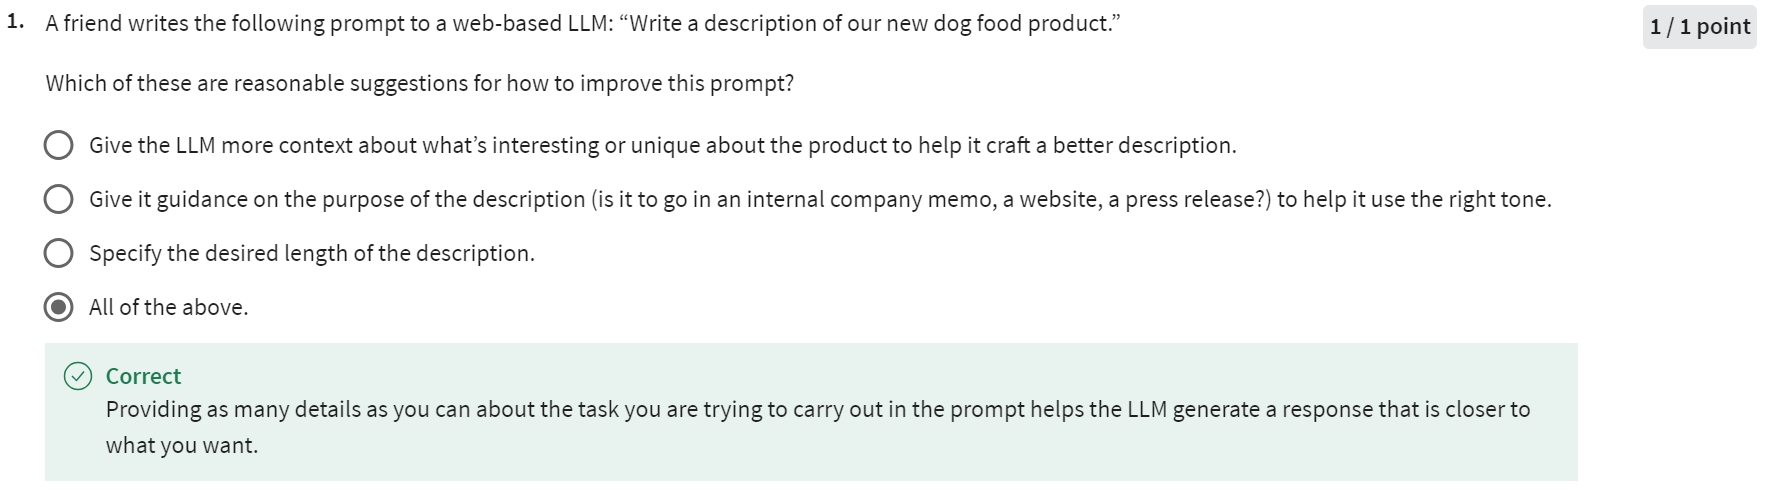 1. A friend writes the following prompt to a web-based LLM: “Write a description of our new dog food product.”
1 / 1 point
Which of these are reasonable suggestions for how to improve this prompt?
Give the LLM more context about what’s interesting or unique about the product to help it craft a better description.
Give it guidance on the purpose of the description (is it to go in an internal company memo, a website, a press release?) to help it use the right tone.
Specify the desired length of the description.
All of the above.
Correct
Providing as many details as you can about the task you are trying to carry out in the prompt helps the LLM generate a response that is closer to
what you want.